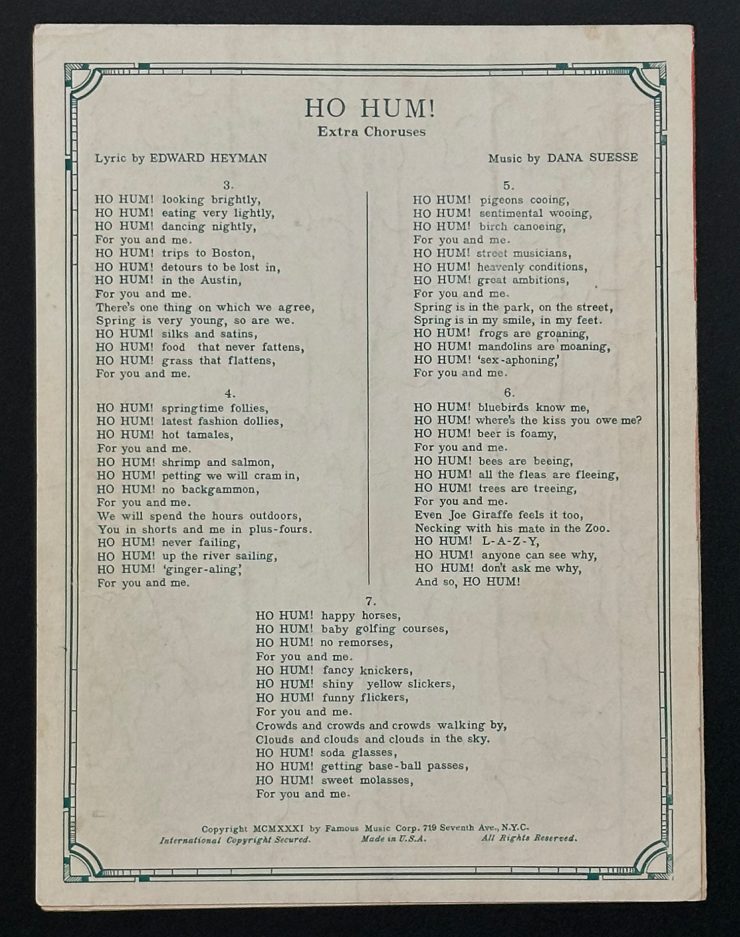 HO HUM!
Extra Choruses
Lyric by EDWARD HEYMAN
Music by DANA SUESSE
3.
HO HUM! looking brightly,
HO HUM! eating very lightly,
HO HUM! dancing nightly,
For you and me.
HO HUM! trips to Boston,
HO HUM! detours to be lost in,
HO HUM! in the Austin,
For you and me.
There's one thing on which we agree,
Spring is very young, so are we.
HO HUM! silks and satins,
HO HUM! food that never fattens,
HO HUM! grass that flattens,
For you and me.
4.
HO HUM! springtime follies,
HO HUM! latest fashion dollies,
HO HUM! hot tamales,
For you and me.
HO HUM! shrimp and salmon,
HO HUM! petting we will cram in,
HO HUM! no backgammon,
For you and me.
We will spend the hours outdoors,
You in shorts and me in plus-fours.
HO HUM! never failing,
HO HUM! up the river sailing,
HO HUM! 'ginger-aling,'
For you and me.
5.
HO HUM! pigeons cooing,
HO HUM! sentimental wooing,
HO HUM! birch canoeing,
For you and me.
HO HUM! street musicians,
HO HUM! heavenly conditions,
HO HUM! great ambitions,
For you and me.
Spring is in the park, on the street,
Spring is in my smile, in my feet.
HO HUM! frogs are groaning,
HO HUM! mandolins are moaning,
HO HUM! 'sex-aphoning,'
For you and me.
6.
HO HUM! bluebirds know me,
HO HUM! where's the kiss you owe me?
HO HUM! beer is foamy,
For you and me.
HO HUM! bees are beeing,
HO HUM! all the fleas are fleeing,
HO HUM! trees are treeing,
For you and me.
Even Joe Giraffe feels it too,
Necking with his mate in the Zoo.
HO HUM! L-A-Z-Y,
HO HUM! anyone can see why,
HO HUM! don't ask me why,
And so, HO HUM!
7.
HO HUM! happy horses,
HO HUM! baby golfing courses,
HO HUM! no remorses,
For you and me.
HO HUM! fancy knickers,
HO HUM! shiny yellow slickers,
HO HUM! funny flickers,
For you and me.
Crowds and crowds and crowds walking by,
Clouds and clouds and clouds in the sky.
HO HUM! soda glasses,
HO HUM! getting base-ball passes,
HO HUM! sweet molasses,
For you and me.
Copyright MCMXXXI by Famous Music Corp. 719 Seventh Ave., N.Y.C.
International Copyright Secured. Made in U.S.A. All Rights Reserved.